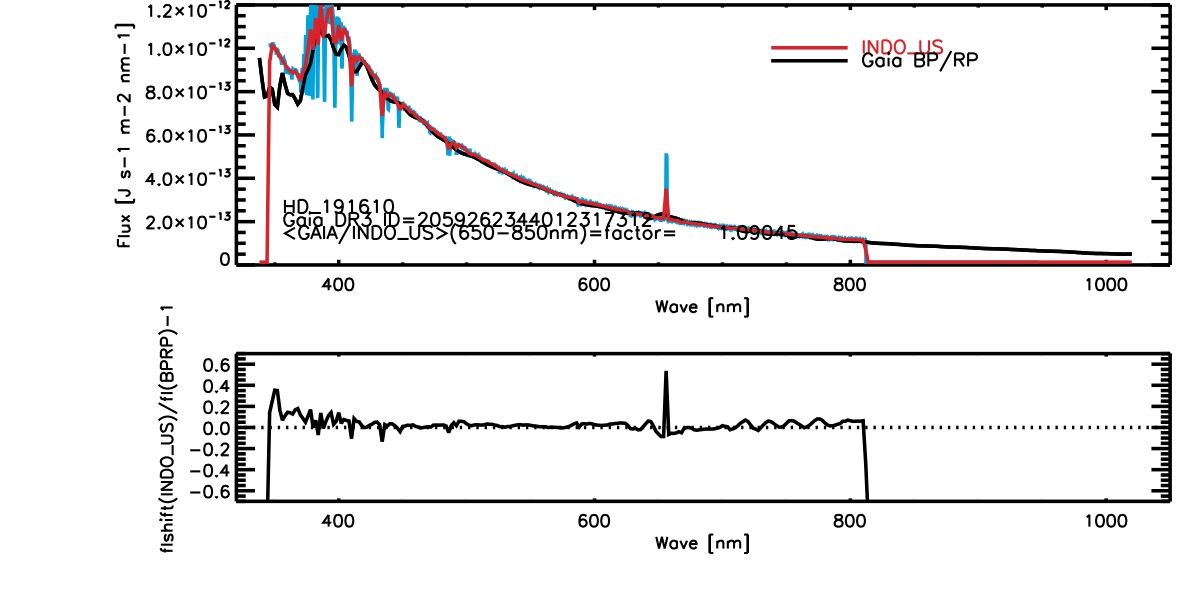 1.2×10⁻¹²
1.0×10⁻¹²
8.0×10⁻¹³
6.0×10⁻¹³
4.0×10⁻¹³
2.0×10⁻¹³
0
Flux [J s−1 m−2 nm−1]
INDO_US
Gaia BP/RP
HD_191610
Gaia DR3_ID=2059262344012317312
<GAIA/INDO_US>(650−850nm)=factor= 1.09045
400 600 800 1000
Wave [nm]
0.6
0.4
0.2
0.0
−0.2
−0.4
−0.6
flshift(INDO_US)/fl(BPRP)−1
400 600 800 1000
Wave [nm]